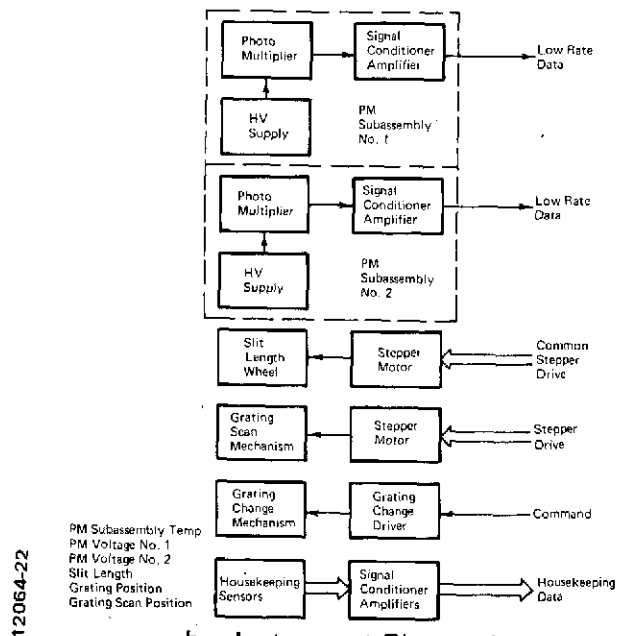 Photo
Multiplier
Signal
Conditioner
Amplifier
Low Rate
Data
HV
Supply
PM
Subassembly
No. 1
Photo
Multiplier
Signal
Conditioner
Amplifier
Low Rate
Data
HV
Supply
PM
Subassembly
No. 2
Slit
Length
Wheel
Stepper
Motor
Common
Stepper
Drive
Grating
Scan
Mechanism
Stepper
Motor
Stepper
Drive
Grating
Change
Mechanism
Grating
Change
Driver
Command
PM Subassembly Temp
PM Voltage No. 1
PM Voltage No. 2
Slit Length
Grating Position
Grating Scan Position
Housekeeping
Sensors
Signal
Conditioner
Amplifiers
Housekeeping
Data
12064-22